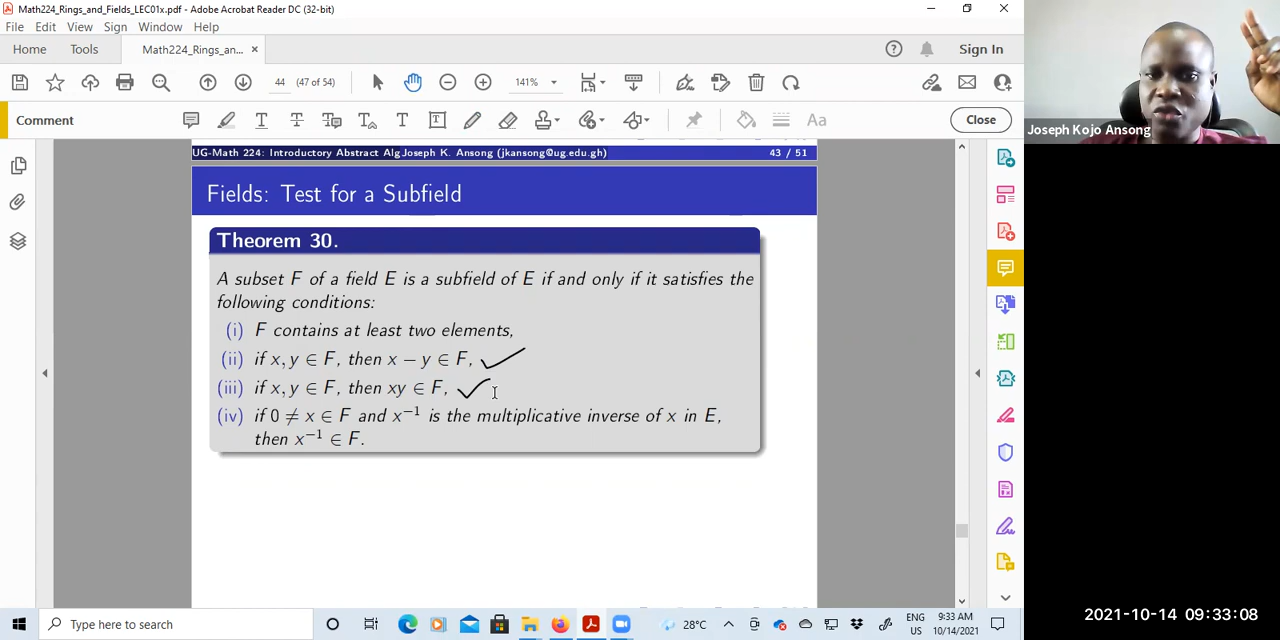 Math224_Rings_and_Fields_LEC01x.pdf - Adobe Acrobat Reader DC (32-bit)
File Edit View Sign Window Help
Home Tools Math224_Rings_an... × Sign In
44 (47 of 54) 141%
Comment Close
Joseph Kojo Ansong
UG-Math 224: Introductory Abstract Alg Joseph K. Ansong (jkansong@ug.edu.gh) 43 / 51
Fields: Test for a Subfield
Theorem 30.
A subset F of a field E is a subfield of E if and only if it satisfies the
following conditions:
(i) F contains at least two elements,
(ii) if x, y ∈ F, then x − y ∈ F,
(iii) if x, y ∈ F, then xy ∈ F,
(iv) if 0 ≠ x ∈ F and x⁻¹ is the multiplicative inverse of x in E,
then x⁻¹ ∈ F.
2021-10-14 09:33:08
Type here to search
28°C
ENG
US
9:33 AM
10/14/2021